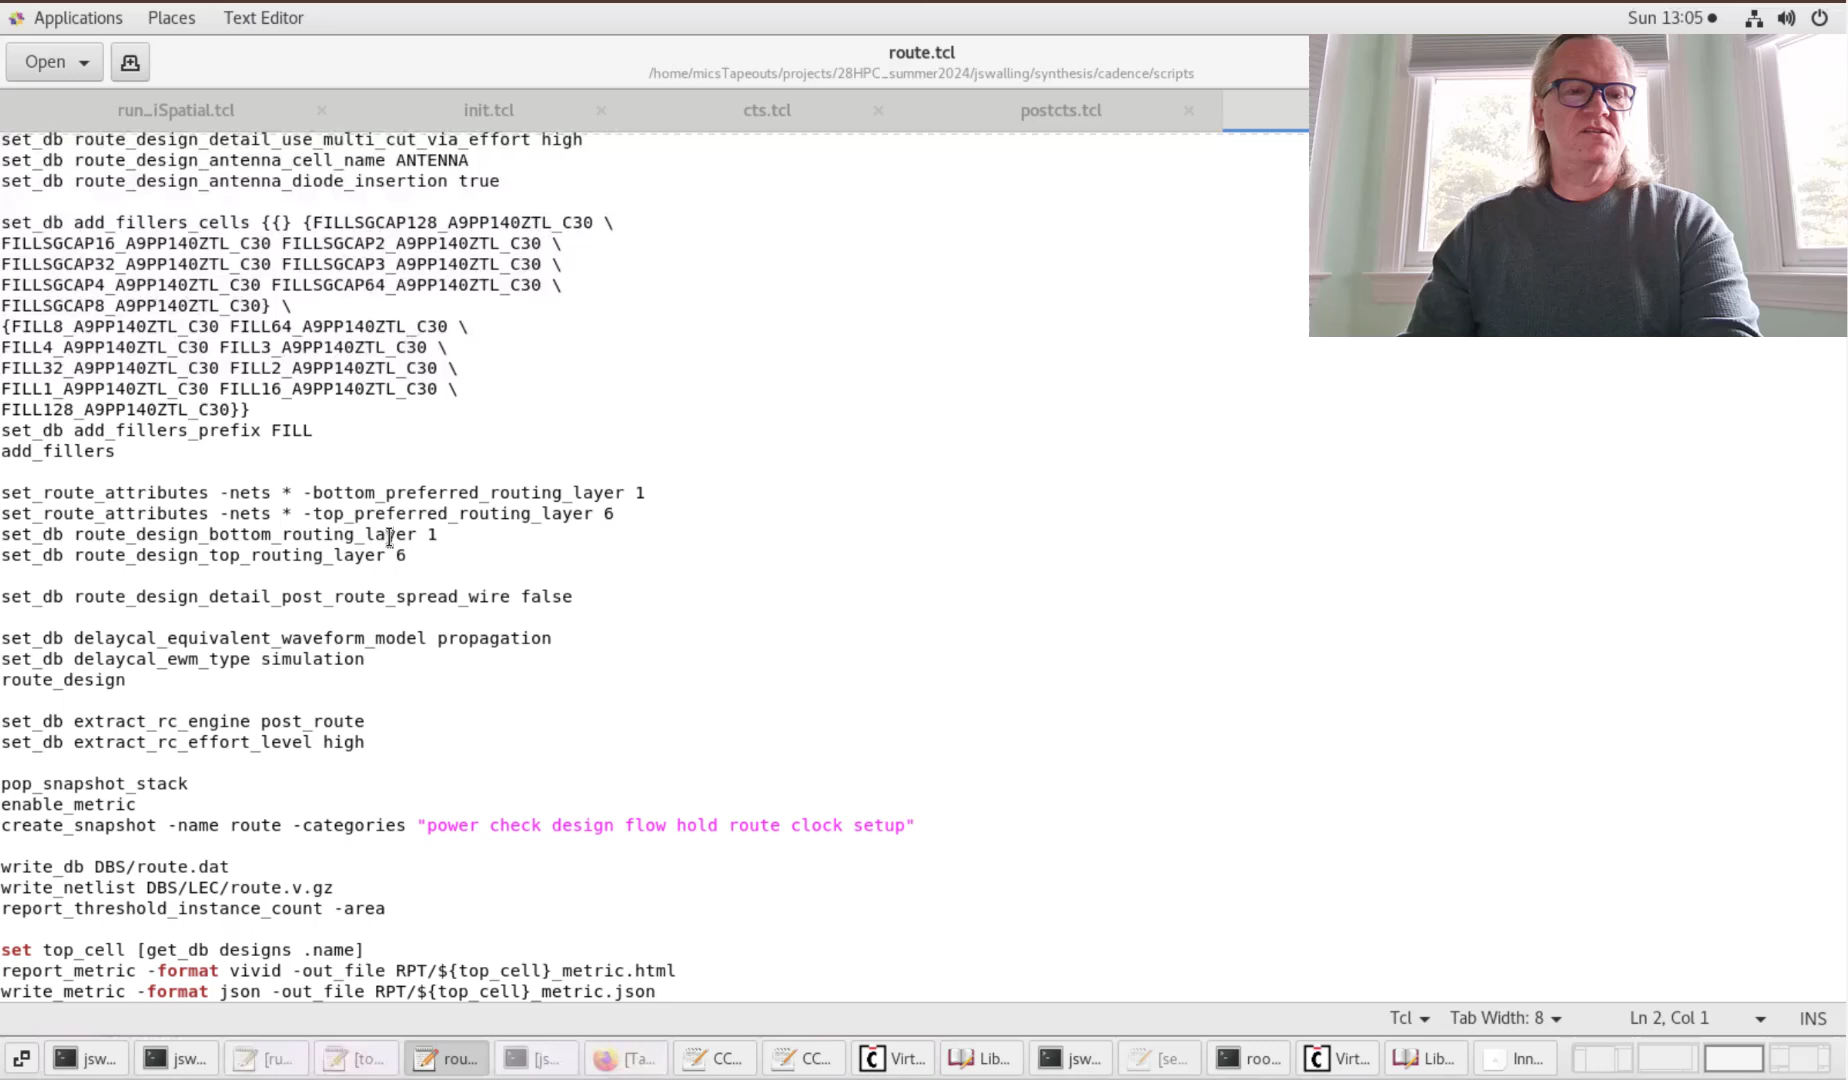 Applications Places Text Editor Sun 13:05
Open route.tcl
/home/micsTapeouts/projects/28HPC_summer2024/jswalling/synthesis/cadence/scripts
run_iSpatial.tcl × init.tcl × cts.tcl × postcts.tcl ×
set_db route_design_detail_use_multi_cut_via_effort high
set_db route_design_antenna_cell_name ANTENNA
set_db route_design_antenna_diode_insertion true
set_db add_fillers_cells {{} {FILLSGCAP128_A9PP140ZTL_C30 \
FILLSGCAP16_A9PP140ZTL_C30 FILLSGCAP2_A9PP140ZTL_C30 \
FILLSGCAP32_A9PP140ZTL_C30 FILLSGCAP3_A9PP140ZTL_C30 \
FILLSGCAP4_A9PP140ZTL_C30 FILLSGCAP64_A9PP140ZTL_C30 \
FILLSGCAP8_A9PP140ZTL_C30} \
{FILL8_A9PP140ZTL_C30 FILL64_A9PP140ZTL_C30 \
FILL4_A9PP140ZTL_C30 FILL3_A9PP140ZTL_C30 \
FILL32_A9PP140ZTL_C30 FILL2_A9PP140ZTL_C30 \
FILL1_A9PP140ZTL_C30 FILL16_A9PP140ZTL_C30 \
FILL128_A9PP140ZTL_C30}}
set_db add_fillers_prefix FILL
add_fillers
set_route_attributes -nets * -bottom_preferred_routing_layer 1
set_route_attributes -nets * -top_preferred_routing_layer 6
set_db route_design_bottom_routing_layer 1
set_db route_design_top_routing_layer 6
set_db route_design_detail_post_route_spread_wire false
set_db delaycal_equivalent_waveform_model propagation
set_db delaycal_ewm_type simulation
route_design
set_db extract_rc_engine post_route
set_db extract_rc_effort_level high
pop_snapshot_stack
enable_metric
create_snapshot -name route -categories "power check design flow hold route clock setup"
write_db DBS/route.dat
write_netlist DBS/LEC/route.v.gz
report_threshold_instance_count -area
set top_cell [get_db designs .name]
report_metric -format vivid -out_file RPT/${top_cell}_metric.html
write_metric -format json -out_file RPT/${top_cell}_metric.json
Tcl Tab Width: 8 Ln 2, Col 1 INS
jsw... jsw... [ru... [to... rou... [js... [Ta... CC... CC... Virt... Lib... jsw... [se... roo... Virt... Lib... Inn...